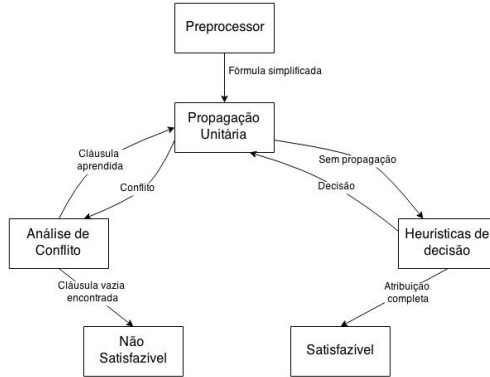 Preprocessor
Fórmula simplificada
Propagação
Unitária
Cláusula
aprendida
Sem propagação
Conflito
Decisão
Análise de
Conflito
Heurísticas de
decisão
Cláusula vazia
encontrada
Atribuição
completa
Não
Satisfazível
Satisfazível